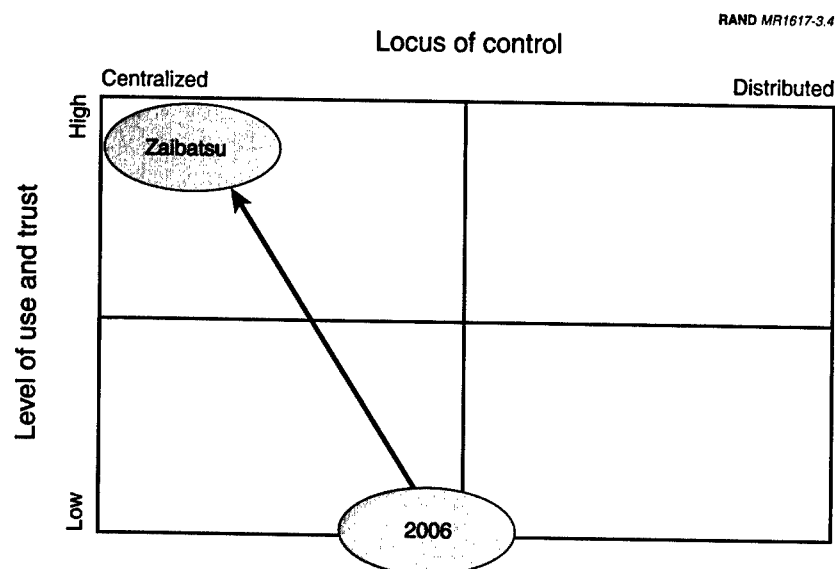 RAND MR1617-3.4
Locus of control
Centralized
Distributed
High
Zaibatsu
Level of use and trust
Low
2006